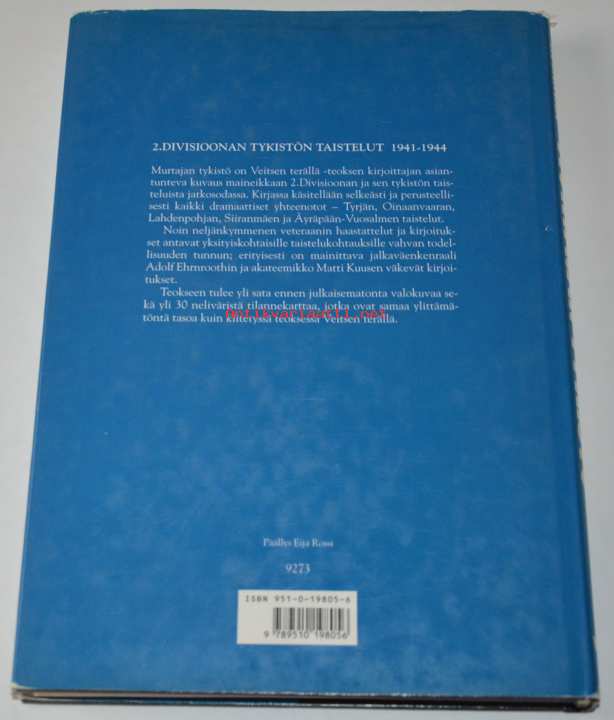 2.DIVISIOONAN TYKISTÖN TAISTELUT 1941-1944
Murtajan tykistö on Veitsen terällä -teoksen kirjoittajan asian-
tunteva kuvaus maineikkaan 2.Divisioonan ja sen tykistön tais-
teluista jatkosodassa. Kirjassa käsitellään selkeästi ja perusteelli-
sesti kaikki dramaattiset yhteenotot – Tyrjän, Oinaanvaaran,
Lahdenpohjan, Siiranmäen ja Äyräpään-Vuosalmen taistelut.
Noin neljänkymmenen veteraanin haastattelut ja kirjoituk-
set antavat yksityiskohtaisille taistelukohtauksille vahvan todel-
lisuuden tunnun; erityisesti on mainittava jalkaväenkenraali
Adolf Ehrnroothin ja akateemikko Matti Kuusen väkevät kirjoi-
tukset.
Teokseen tulee yli sata ennen julkaisematonta valokuvaa se-
kä yli 30 neliväristä tilannekarttaa, jotka ovat samaa ylittämä-
töntä tasoa kuin kiitetyssä teoksessa Veitsen terällä.
antikvariaatti.net
Päällys Eija Rossi
9273
ISBN 951-0-19805-6
9 789510 198056